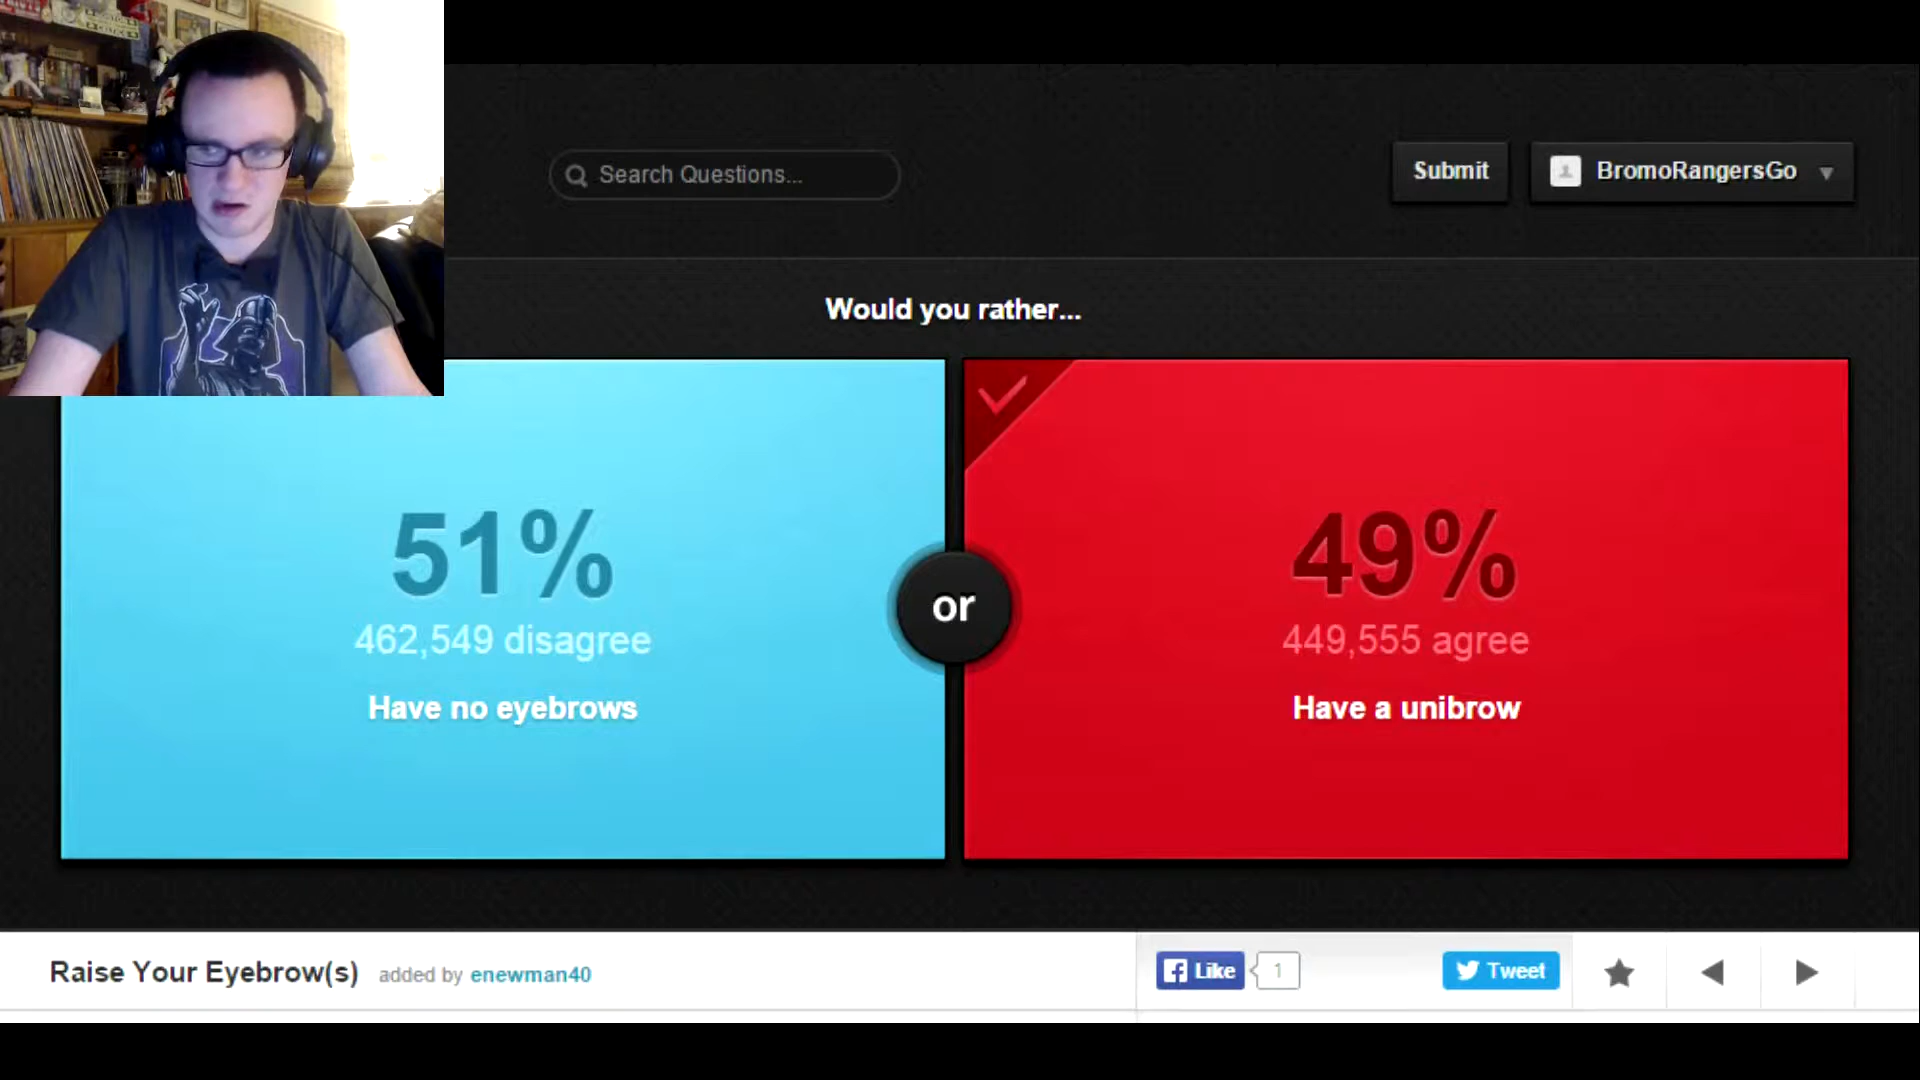 CELTICS
Search Questions...
Submit
BromoRangersGo
Would you rather...
51%
462,549 disagree
Have no eyebrows
or
49%
449,555 agree
Have a unibrow
Raise Your Eyebrow(s) added by enewman40
Like
1
Tweet